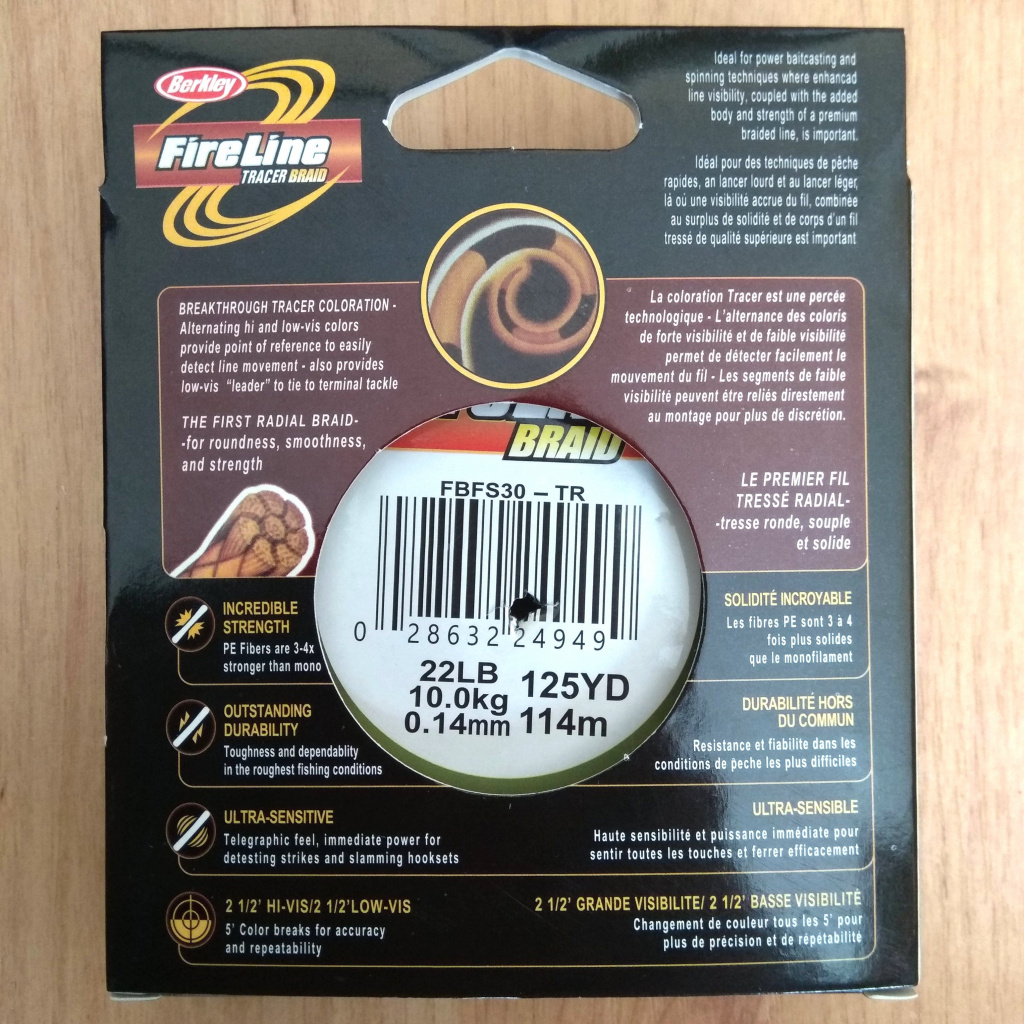 Berkley
FireLine
TRACER BRAID
Ideal for power baitcasting and
spinning techniques where enhancad
line visibility, coupled with the added
body and strength of a premium
braided line, is important.
Idéal pour des techniques de pêche
rapides, an lancer lourd et au lancer léger,
là où une visibilité accrue du fil, combinée
au surplus de solidité et de corps d'un fil
tressé de qualité supérieure est important
BREAKTHROUGH TRACER COLORATION -
Alternating hi and low-vis colors
provide point of reference to easily
detect line movement - also provides
low-vis "leader" to tie to terminal tackle
THE FIRST RADIAL BRAID-
-for roundness, smoothness,
and strength
La coloration Tracer est une percée
technologique - L'alternance des coloris
de forte visibilité et de faible visibilité
permet de détecter facilement le
mouvement du fil - Les segments de faible
visibilité peuvent étre reliés direstement
au montage pour plus de discrétion.
LE PREMIER FIL
TRESSÉ RADIAL-
-tresse ronde, souple
et solide
BRAID
FBFS30 – TR
0 28632 24949
22LB
10.0kg
0.14mm
125YD
114m
INCREDIBLE
STRENGTH
PE Fibers are 3-4x
stronger than mono
SOLIDITÉ INCROYABLE
Les fibres PE sont 3 à 4
fois plus solides
que le monofilament
OUTSTANDING
DURABILITY
Toughness and dependablity
in the roughest fishing conditions
DURABILITÉ HORS
DU COMMUN
Resistance et fiabilite dans les
conditions de peche les plus difficiles
ULTRA-SENSITIVE
Telegraphic feel, immediate power for
detesting strikes and slamming hooksets
ULTRA-SENSIBLE
Haute sensibilité et puissance immédiate pour
sentir toutes les touches et ferrer efficacement
2 1/2' HI-VIS/2 1/2'LOW-VIS
5' Color breaks for accuracy
and repeatability
2 1/2' GRANDE VISIBILITE/ 2 1/2' BASSE VISIBILITÉ
Changement de couleur tous les 5' pour
plus de précision et de répétabilité